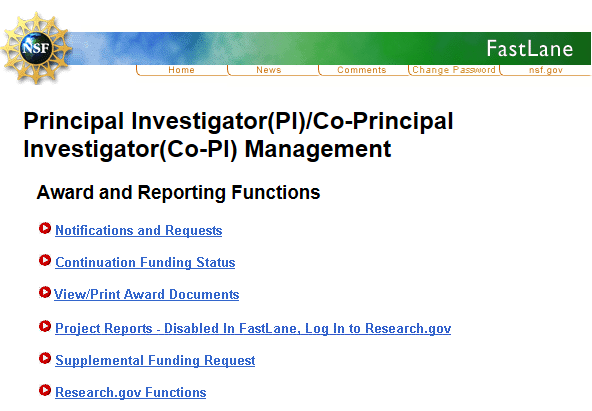 NSF
FastLane
Home News Comments Change Password nsf.gov
Principal Investigator(PI)/Co-Principal
Investigator(Co-PI) Management
Award and Reporting Functions
Notifications and Requests
Continuation Funding Status
View/Print Award Documents
Project Reports - Disabled In FastLane, Log In to Research.gov
Supplemental Funding Request
Research.gov Functions